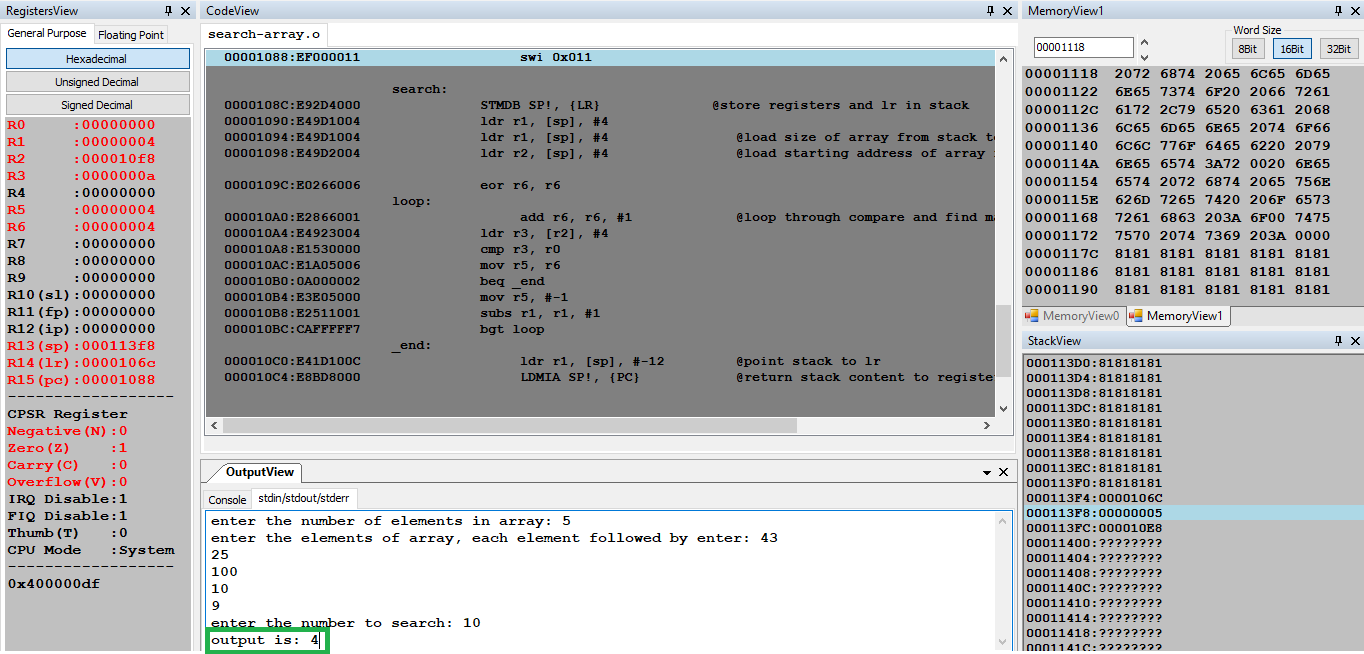 RegistersView
General Purpose Floating Point
Hexadecimal
Unsigned Decimal
Signed Decimal
R0 :00000000
R1 :00000004
R2 :000010f8
R3 :0000000a
R4 :00000000
R5 :00000004
R6 :00000004
R7 :00000000
R8 :00000000
R9 :00000000
R10(sl):00000000
R11(fp):00000000
R12(ip):00000000
R13(sp):000113f8
R14(lr):0000106c
R15(pc):00001088
--------------------
CPSR Register
Negative(N):0
Zero(Z) :1
Carry(C) :0
Overflow(V):0
IRQ Disable:1
FIQ Disable:1
Thumb(T) :0
CPU Mode :System
--------------------
0x400000df
CodeView
search-array.o
00001088:EF000011 swi 0x011
search:
0000108C:E92D4000 STMDB SP!, {LR} @store registers and lr in stack
00001090:E49D1004 ldr r1, [sp], #4
00001094:E49D1004 ldr r1, [sp], #4 @load size of array from stack to
00001098:E49D2004 ldr r2, [sp], #4 @load starting address of array
0000109C:E0266006 eor r6, r6
loop:
000010A0:E2866001 add r6, r6, #1 @loop through compare and find
000010A4:E4923004 ldr r3, [r2], #4
000010A8:E1530000 cmp r3, r0
000010AC:E1A05006 mov r5, r6
000010B0:0A000002 beq _end
000010B4:E3E05000 mov r5, #-1
000010B8:E2511001 subs r1, r1, #1
000010BC:CAFFFFF7 bgt loop
_end:
000010C0:E41D100C ldr r1, [sp], #-12 @point stack to lr
000010C4:E8BD8000 LDMIA SP!, {PC} @return stack content to registe
OutputView
Console stdin/stdout/stderr
enter the number of elements in array: 5
enter the elements of array, each element followed by enter: 43
25
100
10
9
enter the number to search: 10
output is: 4
MemoryView1
00001118
Word Size
8Bit 16Bit 32Bit
00001118 2072 6874 2065 6C65 6D65
00001122 6E65 7374 6F20 2066 7261
0000112C 6172 2C79 6520 6361 2068
00001136 6C65 6D65 6E65 2074 6F66
00001140 6C6C 776F 6465 6220 2079
0000114A 6E65 6574 3A72 0020 6E65
00001154 6574 2072 6874 2065 756E
0000115E 626D 7265 7420 206F 6573
00001168 7261 6863 203A 6F00 7475
00001172 7570 2074 7369 203A 0000
0000117C 8181 8181 8181 8181 8181
00001186 8181 8181 8181 8181 8181
00001190 8181 8181 8181 8181 8181
MemoryView0 MemoryView1
StackView
000113D0:81818181
000113D4:81818181
000113D8:81818181
000113DC:81818181
000113E0:81818181
000113E4:81818181
000113E8:81818181
000113EC:81818181
000113F0:81818181
000113F4:0000106C
000113F8:00000005
000113FC:000010E8
00011400:????????
00011404:????????
00011408:????????
0001140C:????????
00011410:????????
00011414:????????
00011418:????????
0001141C:????????